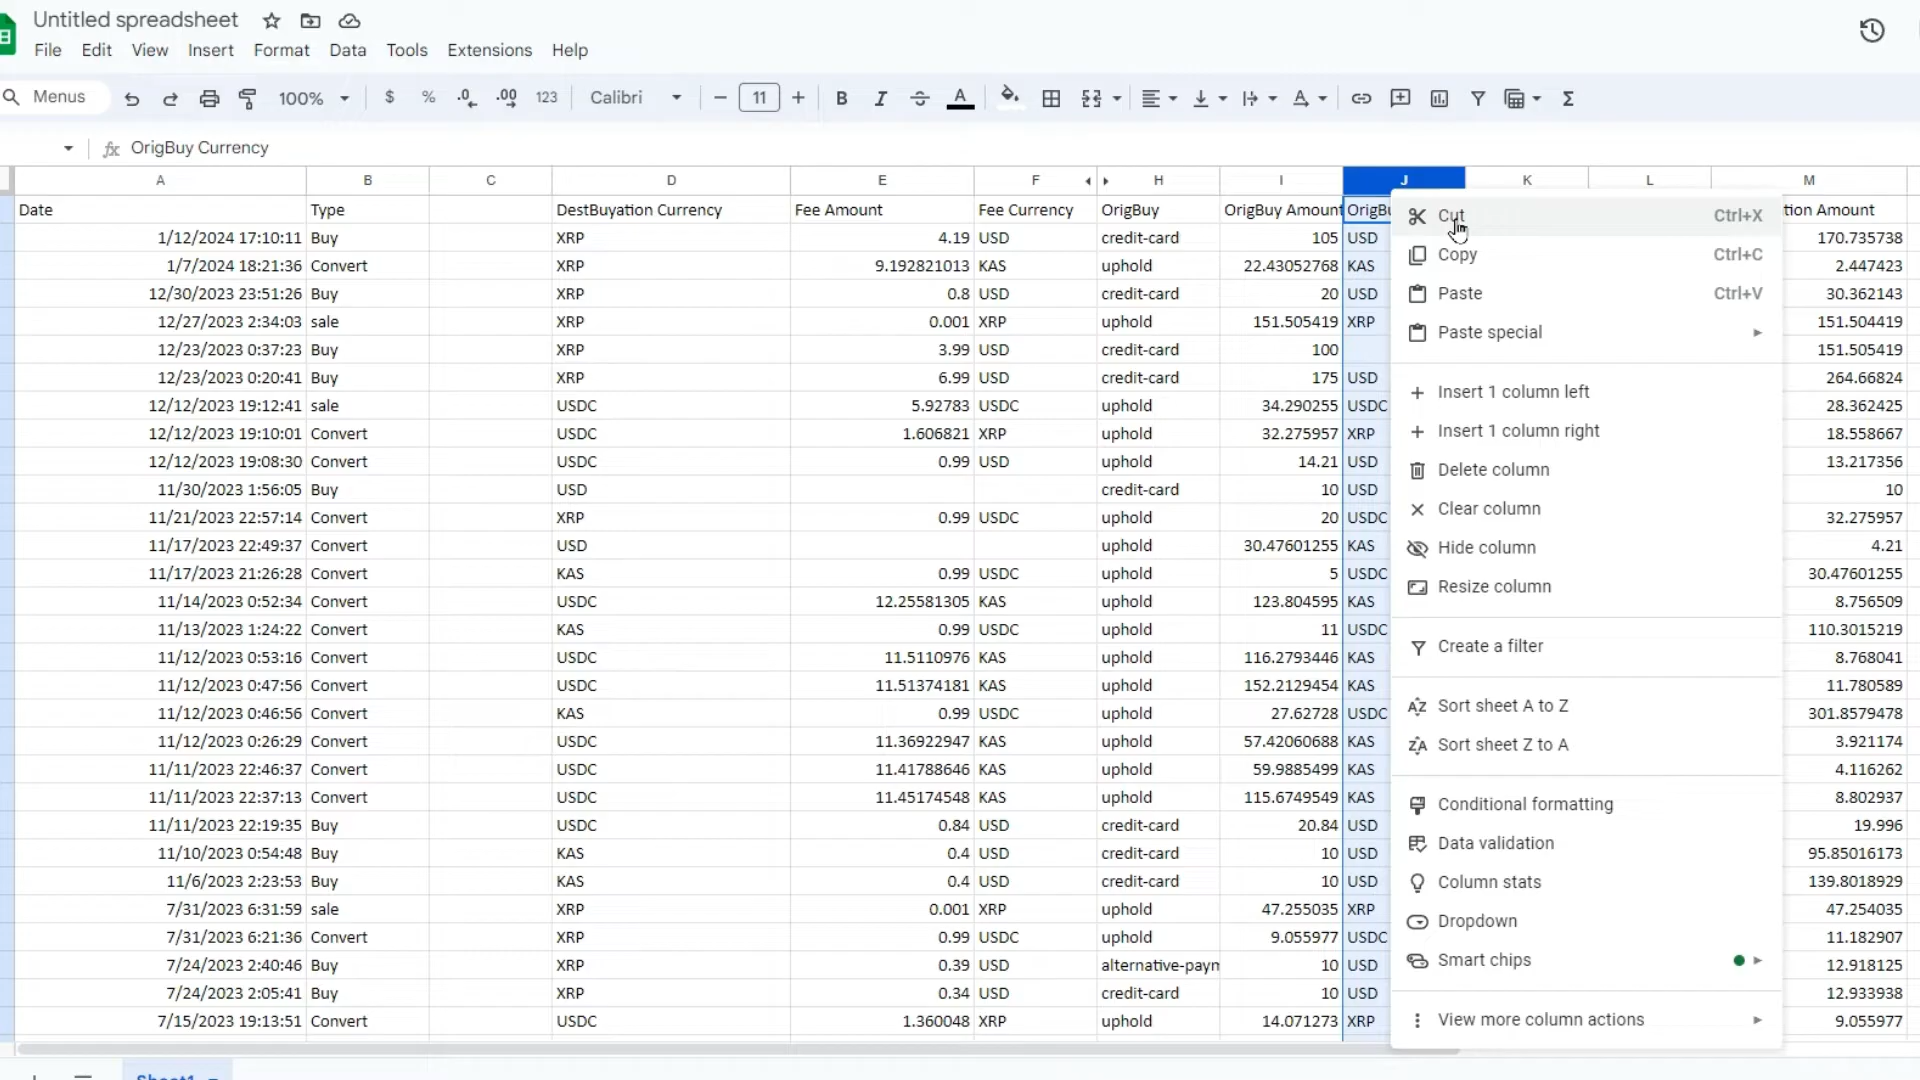 Untitled spreadsheet
File Edit View Insert Format Data Tools Extensions Help
Menus 100% $ % .0 .00 123 Calibri 11 B I A Σ
fx OrigBuy Currency
A B C D E F H I J K L M
Date Type DestBuyation Currency Fee Amount Fee Currency OrigBuy OrigBuy Amount OrigBu tion Amount
1/12/2024 17:10:11 Buy XRP 4.19 USD credit-card 105 USD 170.735738
1/7/2024 18:21:36 Convert XRP 9.192821013 KAS uphold 22.43052768 KAS 2.447423
12/30/2023 23:51:26 Buy XRP 0.8 USD credit-card 20 USD 30.362143
12/27/2023 2:34:03 sale XRP 0.001 XRP uphold 151.505419 XRP 151.504419
12/23/2023 0:37:23 Buy XRP 3.99 USD credit-card 100 151.505419
12/23/2023 0:20:41 Buy XRP 6.99 USD credit-card 175 USD 264.66824
12/12/2023 19:12:41 sale USDC 5.92783 USDC uphold 34.290255 USDC 28.362425
12/12/2023 19:10:01 Convert USDC 1.606821 XRP uphold 32.275957 XRP 18.558667
12/12/2023 19:08:30 Convert USDC 0.99 USD uphold 14.21 USD 13.217356
11/30/2023 1:56:05 Buy USD credit-card 10 USD 10
11/21/2023 22:57:14 Convert XRP 0.99 USDC uphold 20 USDC 32.275957
11/17/2023 22:49:37 Convert USD uphold 30.47601255 KAS 4.21
11/17/2023 21:26:28 Convert KAS 0.99 USDC uphold 5 USDC 30.47601255
11/14/2023 0:52:34 Convert USDC 12.25581305 KAS uphold 123.804595 KAS 8.756509
11/13/2023 1:24:22 Convert KAS 0.99 USDC uphold 11 USDC 110.3015219
11/12/2023 0:53:16 Convert USDC 11.5110976 KAS uphold 116.2793446 KAS 8.768041
11/12/2023 0:47:56 Convert USDC 11.51374181 KAS uphold 152.2129454 KAS 11.780589
11/12/2023 0:46:56 Convert KAS 0.99 USDC uphold 27.62728 USDC 301.8579478
11/12/2023 0:26:29 Convert USDC 11.36922947 KAS uphold 57.42060688 KAS 3.921174
11/11/2023 22:46:37 Convert USDC 11.41788646 KAS uphold 59.9885499 KAS 4.116262
11/11/2023 22:37:13 Convert USDC 11.45174548 KAS uphold 115.6749549 KAS 8.802937
11/11/2023 22:19:35 Buy USDC 0.84 USD credit-card 20.84 USD 19.996
11/10/2023 0:54:48 Buy KAS 0.4 USD credit-card 10 USD 95.85016173
11/6/2023 2:23:53 Buy KAS 0.4 USD credit-card 10 USD 139.8018929
7/31/2023 6:31:59 sale XRP 0.001 XRP uphold 47.255035 XRP 47.254035
7/31/2023 6:21:36 Convert XRP 0.99 USDC uphold 9.055977 USDC 11.182907
7/24/2023 2:40:46 Buy XRP 0.39 USD alternative-paym 10 USD 12.918125
7/24/2023 2:05:41 Buy XRP 0.34 USD credit-card 10 USD 12.933938
7/15/2023 19:13:51 Convert USDC 1.360048 XRP uphold 14.071273 XRP 9.055977
Cut Ctrl+X
Copy Ctrl+C
Paste Ctrl+V
Paste special
Insert 1 column left
Insert 1 column right
Delete column
Clear column
Hide column
Resize column
Create a filter
Sort sheet A to Z
Sort sheet Z to A
Conditional formatting
Data validation
Column stats
Dropdown
Smart chips
View more column actions
Sheet1